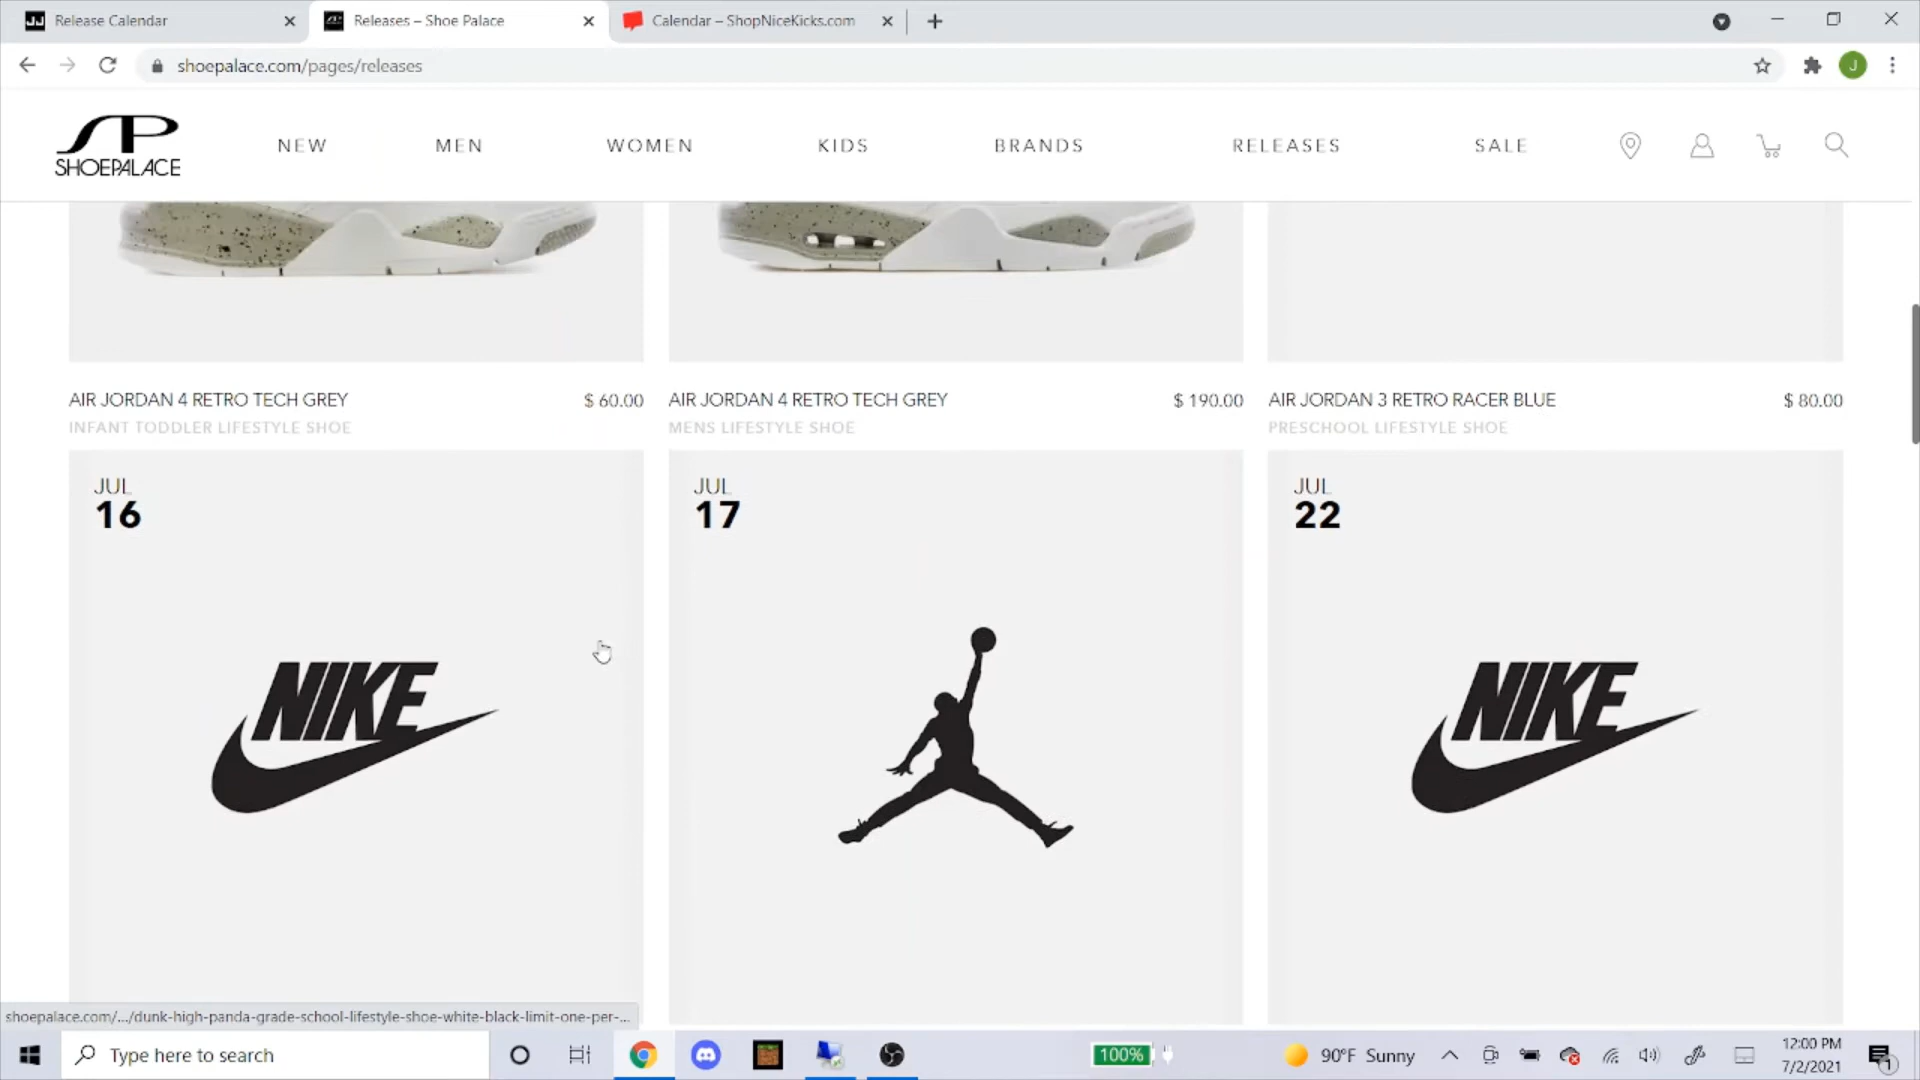 Release Calendar
Releases – Shoe Palace
Calendar – ShopNiceKicks.com
shoepalace.com/pages/releases
J
SP
SHOEPALACE
NEW
MEN
WOMEN
KIDS
BRANDS
RELEASES
SALE
AIR JORDAN 4 RETRO TECH GREY
$ 60.00
INFANT TODDLER LIFESTYLE SHOE
AIR JORDAN 4 RETRO TECH GREY
$ 190.00
MENS LIFESTYLE SHOE
AIR JORDAN 3 RETRO RACER BLUE
$ 80.00
PRESCHOOL LIFESTYLE SHOE
JUL
16
NIKE
JUL
17
JUL
22
NIKE
shoepalace.com/.../dunk-high-panda-grade-school-lifestyle-shoe-white-black-limit-one-per-...
Type here to search
100%
90°F Sunny
12:00 PM
7/2/2021
1